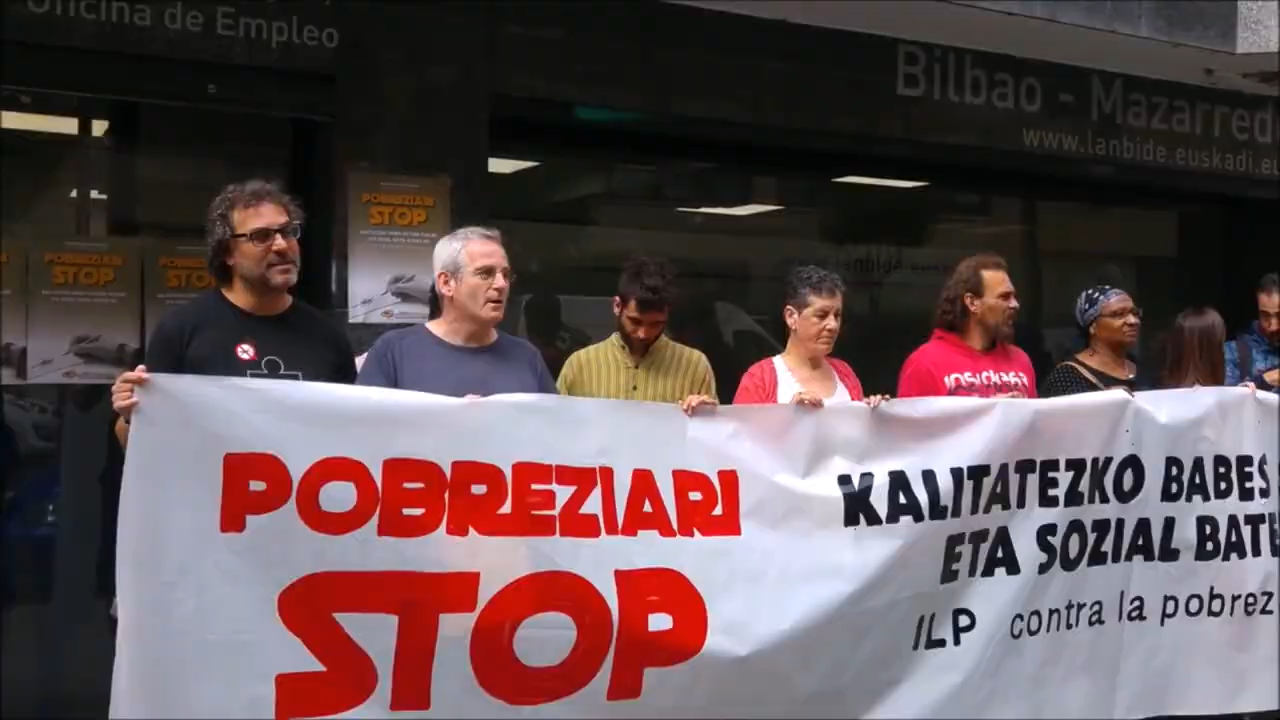 Oficina de Empleo
Bilbao - Mazarred
www.lanbide.euskadi.eu
POBREZIARI
STOP
POBREZIARI
STOP
POBREZIARI
STOP
POBREZIARI
STOP
KALITATEZKO BABES
ETA SOZIAL BATE
ILP contra la pobrez